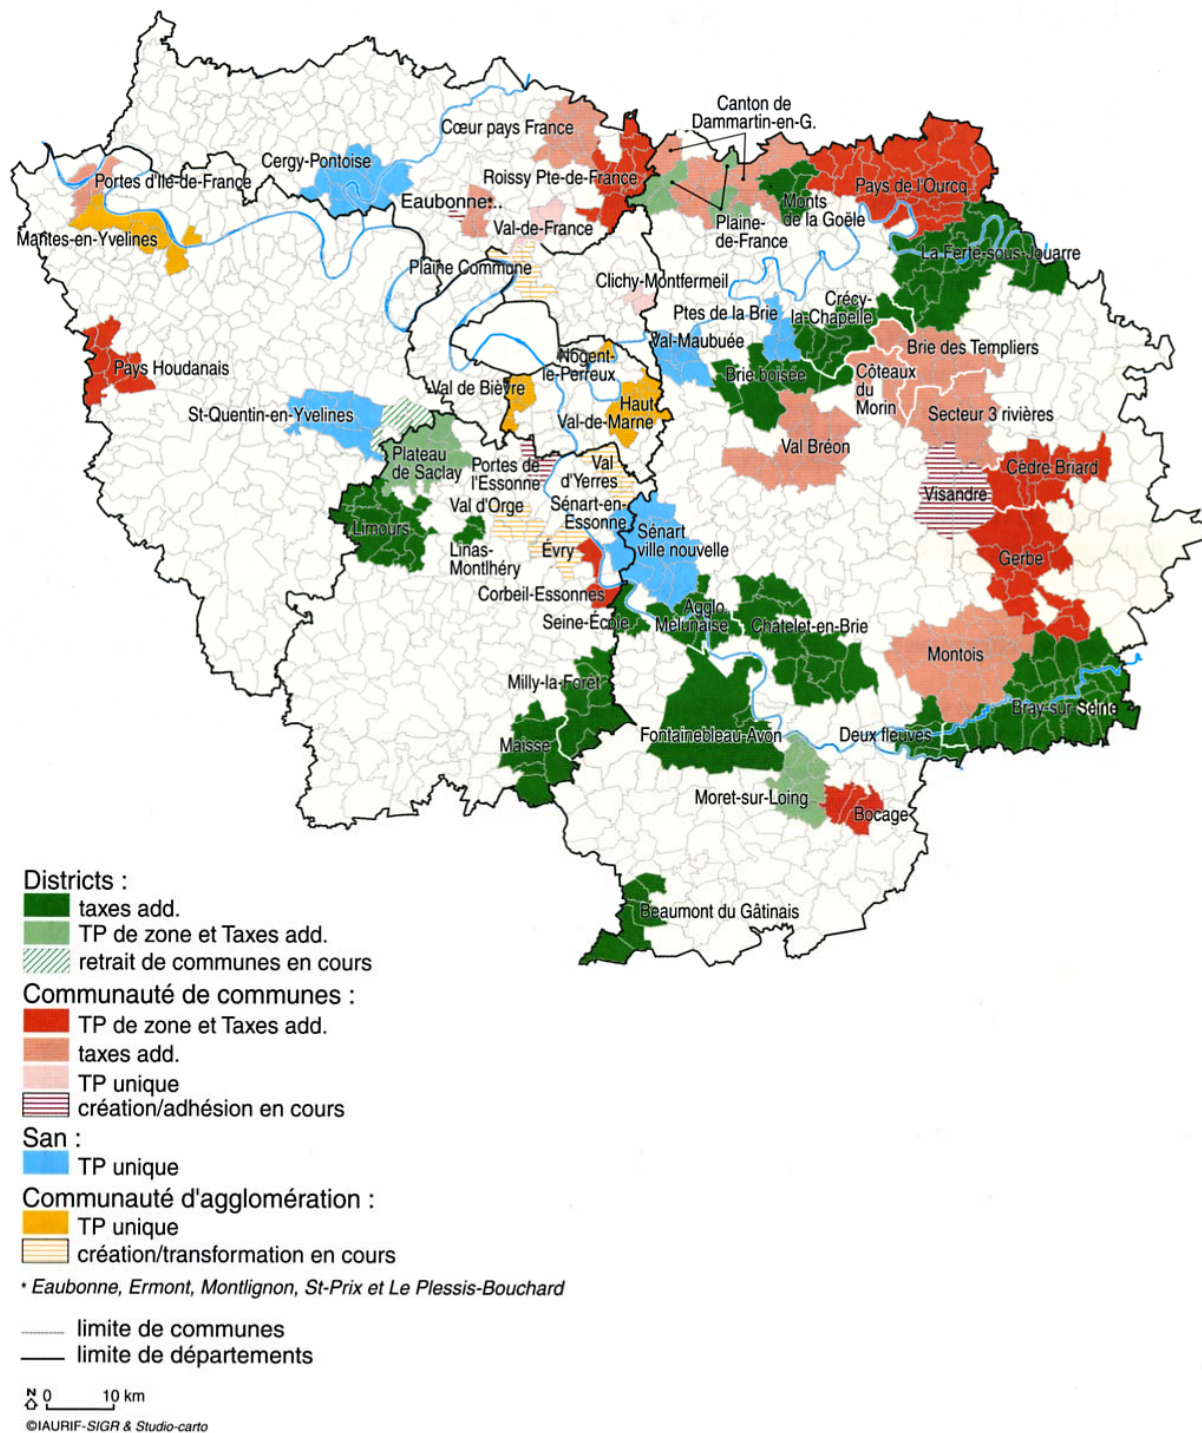 Canton de
Dammartin-en-G.
Cœur pays France
Cergy-Pontoise
Roissy Pte-de-France
Portes d'Ile-de-France
Pays de l'Ourcq
Eaubonne...
Monts
de la Goële
Val-de-France
Plaine-
de-France
Mantes-en-Yvelines
La Ferte-sous-Jouarre
Plaine Commune
Clichy-Montfermeil
Crécy-
la-Chapelle
Ptes de la Brie
Val-Maubuée
Brie des Templiers
Nogent-
le-Perreux
Pays Houdanais
Brie boisée
Côteaux
du
Morin
Val de Bièvre
Haut
Val-de-Marne
St-Quentin-en-Yvelines
Secteur 3 rivières
Val Bréon
Plateau
de Saclay
Portes de
l'Essonne
Val
d'Yerres
Cèdre Briard
Visandre
Val d'Orge
Sénart-en-
Essonne
Sénart
ville nouvelle
Limours
Linas-
Montlhéry
Évry
Gerbe
Corbeil-Essonnes
Seine-École
Agglo
Melunaise
Chatelet-en-Brie
Montois
Milly-la-Forêt
Bray-sur-Seine
Maisse
Fontainebleau-Avon
Deux fleuves
Moret-sur-Loing
Bocage
Beaumont du Gâtinais
Districts :
taxes add.
TP de zone et Taxes add.
retrait de communes en cours
Communauté de communes :
TP de zone et Taxes add.
taxes add.
TP unique
création/adhésion en cours
San :
TP unique
Communauté d'agglomération :
TP unique
création/transformation en cours
* Eaubonne, Ermont, Montlignon, St-Prix et Le Plessis-Bouchard
limite de communes
limite de départements
N 0 10 km
©IAURIF-SIGR & Studio-carto